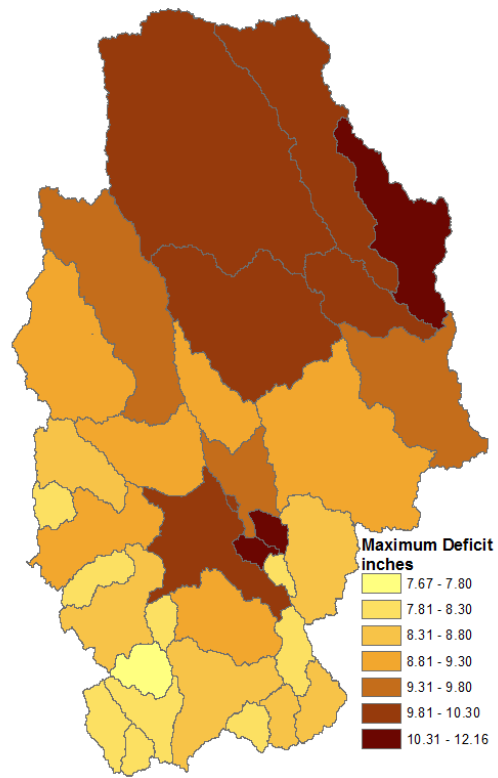 Maximum Deficit
inches
7.67 - 7.80
7.81 - 8.30
8.31 - 8.80
8.81 - 9.30
9.31 - 9.80
9.81 - 10.30
10.31 - 12.16